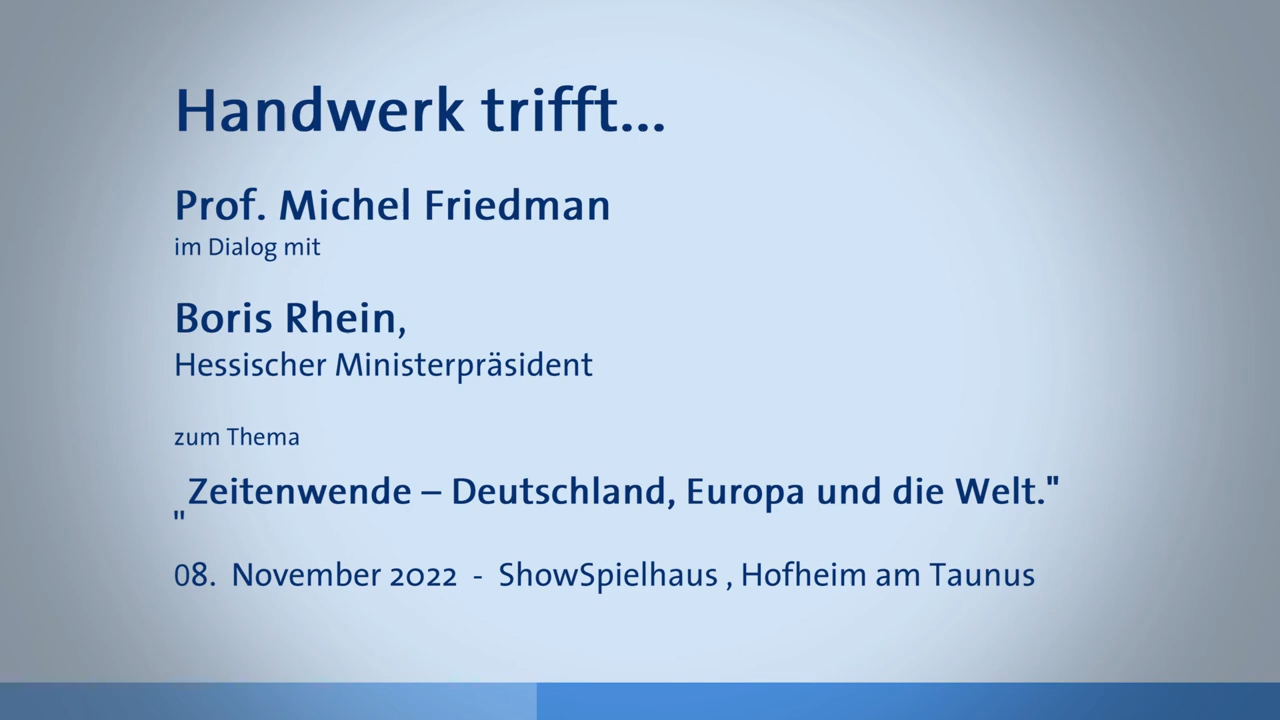 Handwerk trifft...
Prof. Michel Friedman
im Dialog mit
Boris Rhein,
Hessischer Ministerpräsident
zum Thema
"Zeitenwende – Deutschland, Europa und die Welt."
08. November 2022 - ShowSpielhaus , Hofheim am Taunus